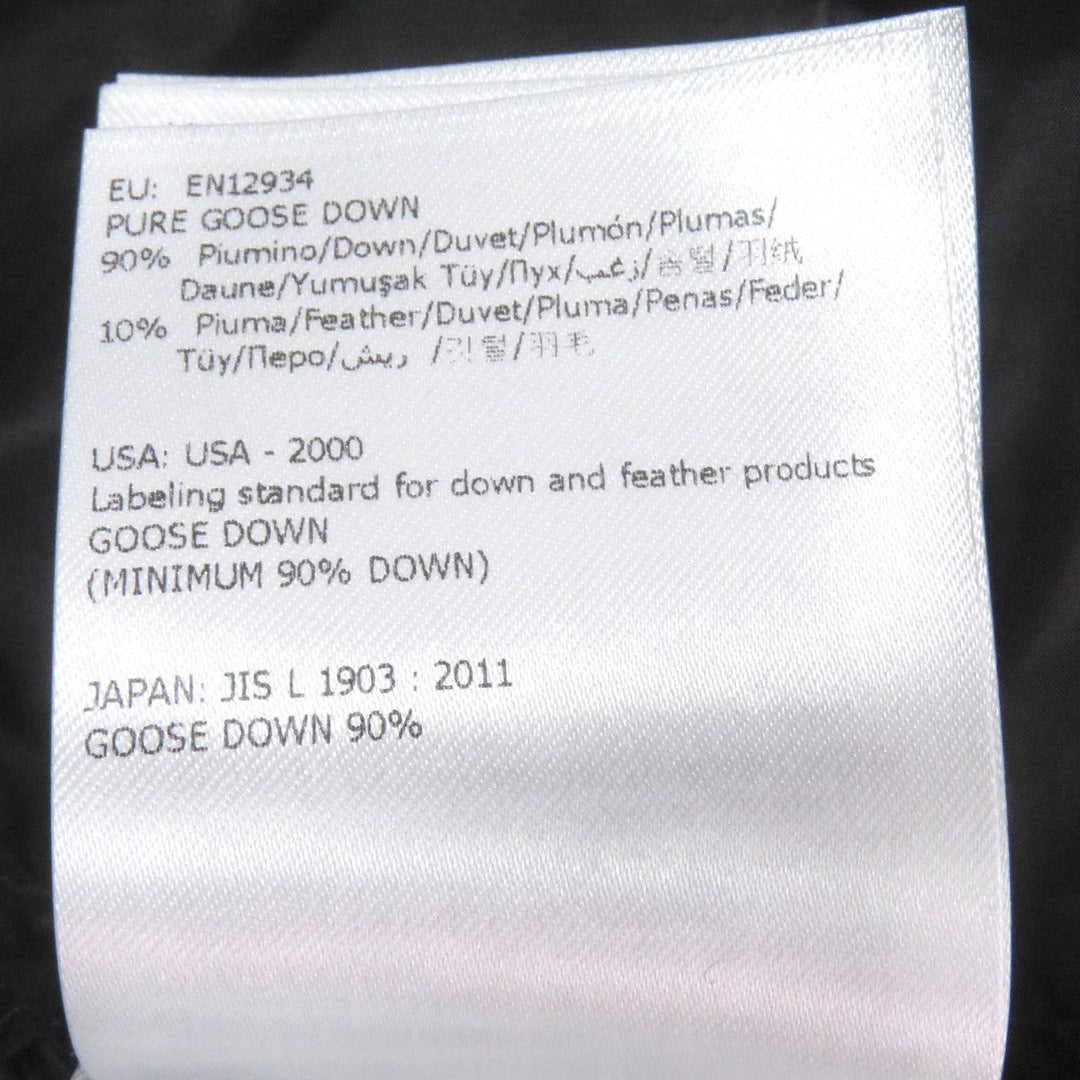 EU: EN12934
PURE GOOSE DOWN
90% Piumino/Down/Duvet/Plumón/Plumas/
Daune/Yumuşak Tüy/Пух/زغب/솜털/羽绒
10% Piuma/Feather/Duvet/Pluma/Penas/Feder/
Tüy/Перо/ريش /깃털/羽毛
USA: USA - 2000
Labeling standard for down and feather products
GOOSE DOWN
(MINIMUM 90% DOWN)
JAPAN: JIS L 1903 : 2011
GOOSE DOWN 90%